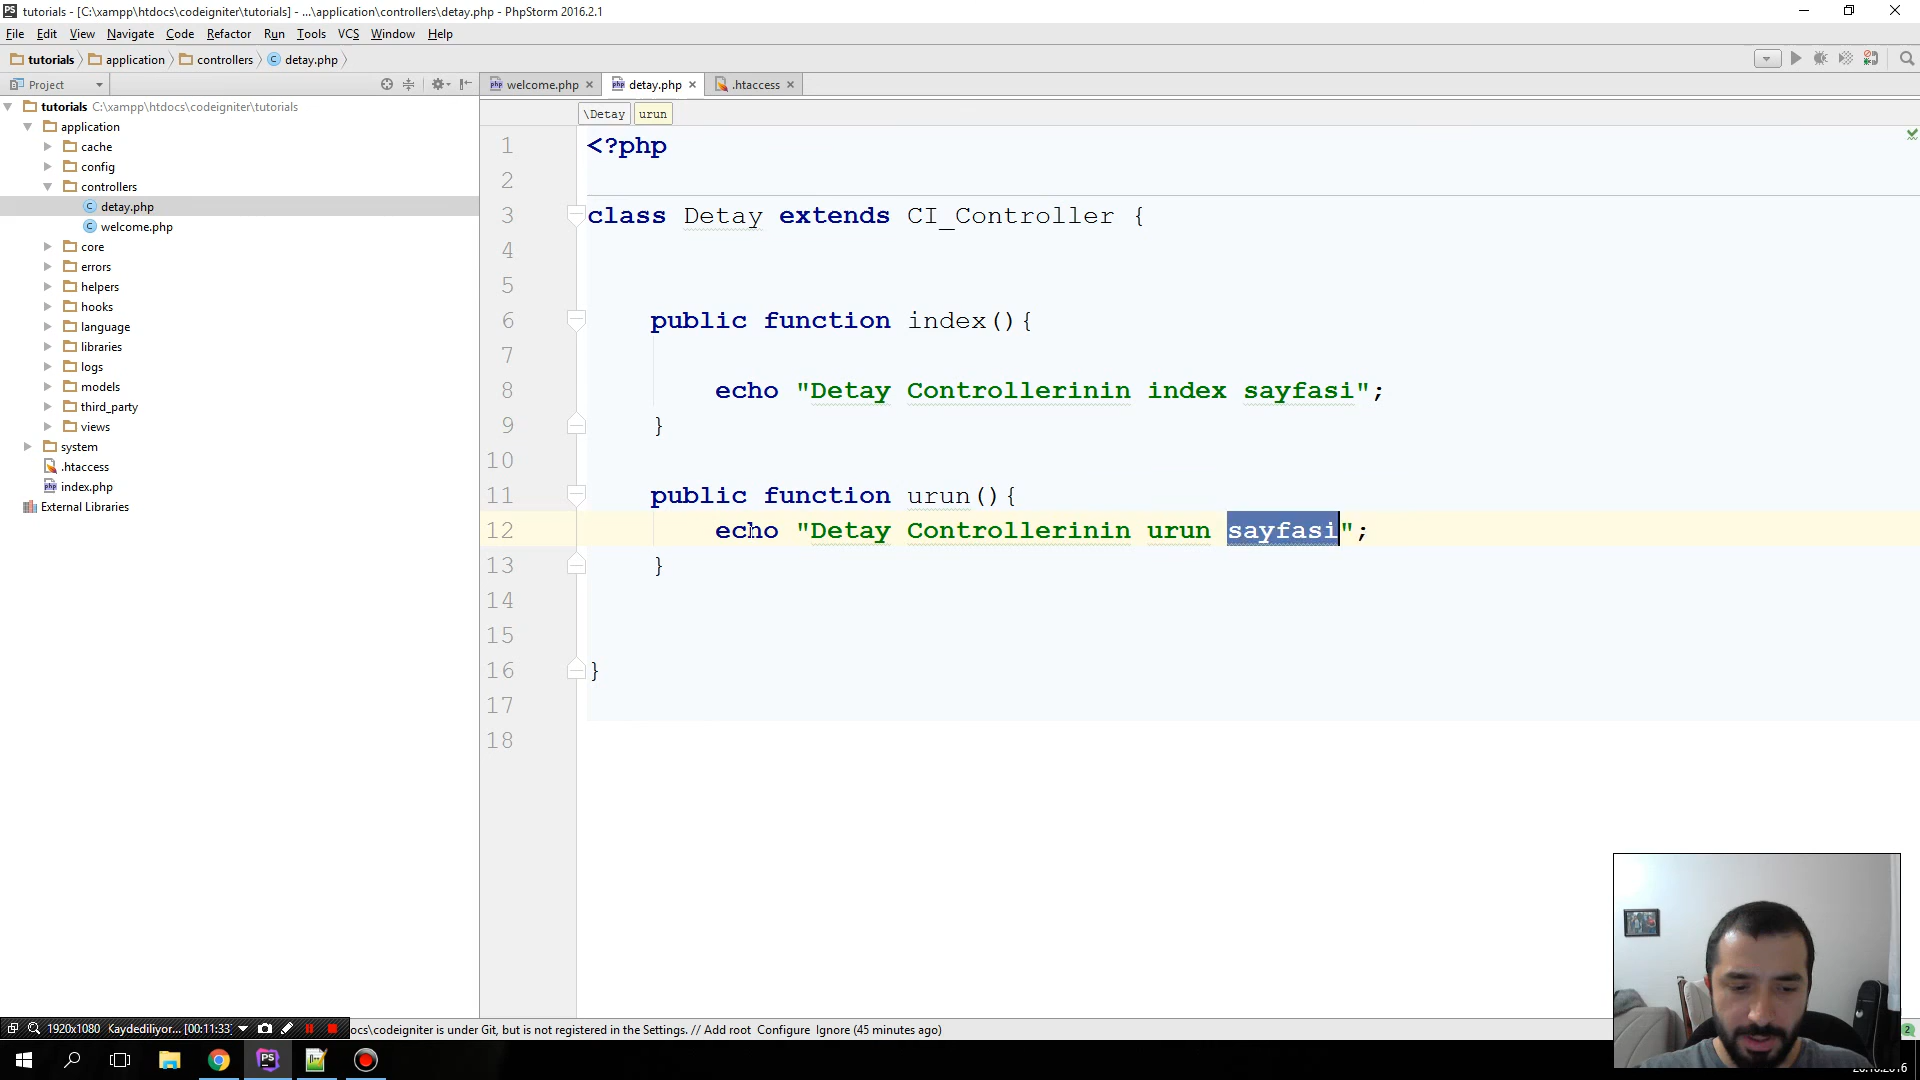 tutorials - [C:\xampp\htdocs\codeigniter\tutorials] - ...\application\controllers\detay.php - PhpStorm 2016.2.1
File Edit View Navigate Code Refactor Run Tools VCS Window Help
tutorials application controllers detay.php
Project
welcome.php detay.php .htaccess
\Detay urun
tutorials C:\xampp\htdocs\codeigniter\tutorials
application
cache
config
controllers
detay.php
welcome.php
core
errors
helpers
hooks
language
libraries
logs
models
third_party
views
system
.htaccess
index.php
External Libraries
1 <?php
2
3 class Detay extends CI_Controller {
4
5
6 public function index(){
7
8 echo "Detay Controllerinin index sayfasi";
9 }
10
11 public function urun(){
12 echo "Detay Controllerinin urun sayfasi";
13 }
14
15
16 }
17
18
1920x1080 Kaydediliyor... [00:11:33]
ocs\codeigniter is under Git, but is not registered in the Settings. // Add root Configure Ignore (45 minutes ago)
2